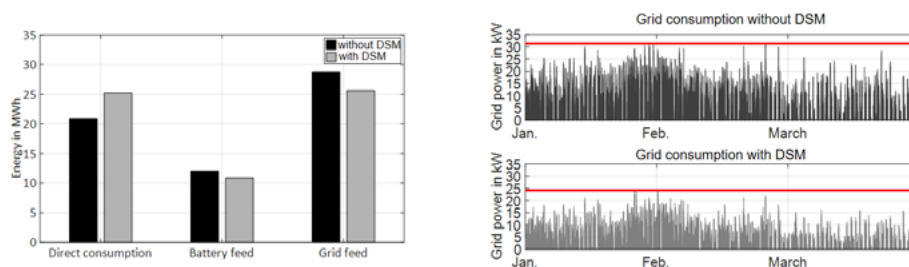 35
30
25
20
15
10
5
0
Energy in MWh
without DSM
with DSM
Direct consumption
Battery feed
Grid feed
Grid consumption without DSM
Grid power in kW
35
30
25
20
15
10
5
0
Jan.
Feb.
March
Grid consumption with DSM
Grid power in kW
35
30
25
20
15
10
5
0
Jan.
Feb.
March